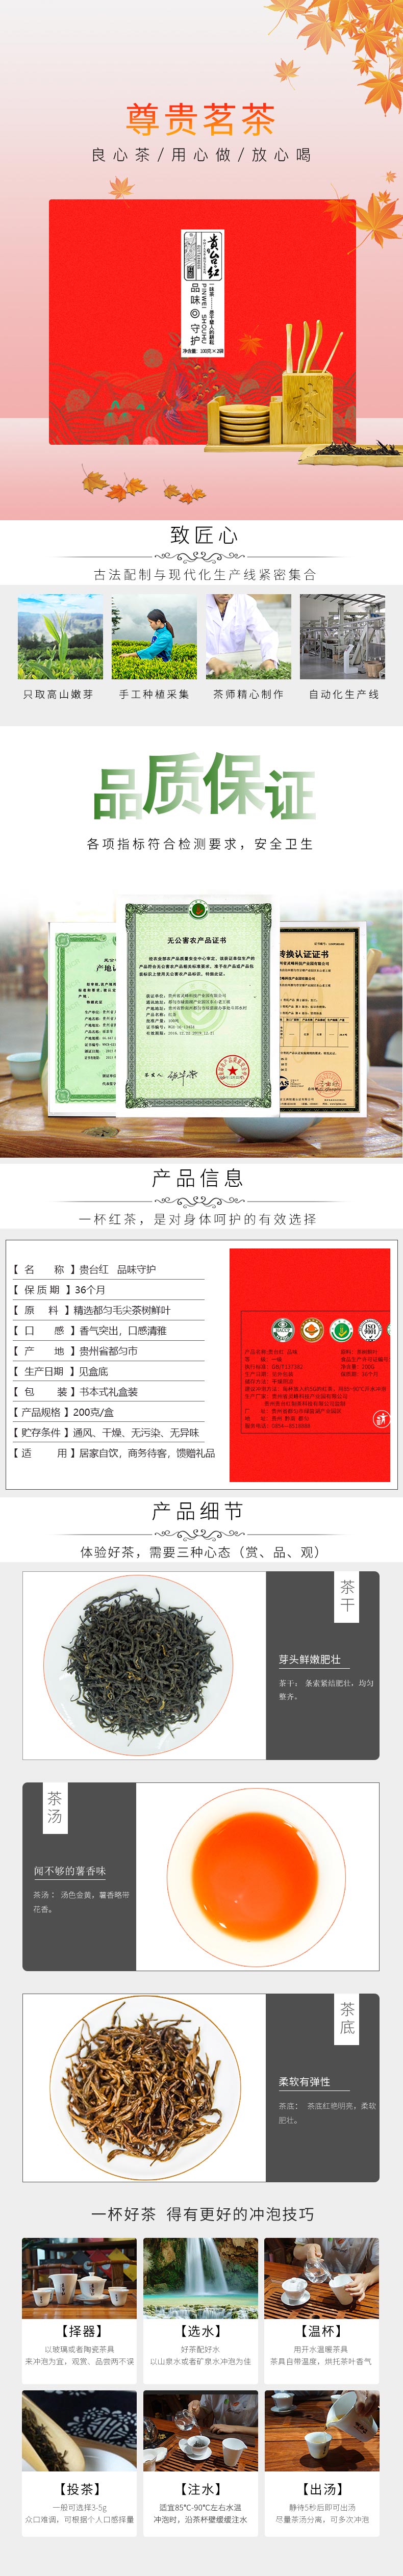 尊贵茗茶
良心茶/用心做/放心喝
贵台红
品味守护
PINWEI SHOUHU
净含量: 100克×2袋
致匠心
古法配制与现代化生产线紧密集合
只取高山嫩芽
手工种植采集
茶师精心制作
自动化生产线
品质保证
各项指标符合检测要求，安全卫生
无公害农产品证书
产品信息
一杯红茶，是对身体呵护的有效选择
【 名 称 】贵台红 品味守护
【 保 质 期 】36个月
【 原 料 】精选都匀毛尖茶树鲜叶
【 口 感 】香气突出，口感清雅
【 产 地 】贵州省都匀市
【 生产日期 】见盒底
【 包 装 】书本式礼盒装
【 产品规格 】200克/盒
【 贮存条件 】通风、干燥、无污染、无异味
【 适 用 】居家自饮，商务待客，馈赠礼品
产品细节
体验好茶，需要三种心态（赏、品、观）
茶干
芽头鲜嫩肥壮
茶干： 条索紧结肥壮，均匀
整齐。
茶汤
闻不够的薯香味
茶汤： 汤色金黄，薯香略带
花香。
茶底
柔软有弹性
茶底： 茶底红艳明亮，柔软
肥壮。
一杯好茶 得有更好的冲泡技巧
【择器】
以玻璃或者陶瓷茶具
来冲泡为宜，观赏、品尝两不误
【选水】
好茶配好水
以山泉水或者矿泉水冲泡为佳
【温杯】
用开水温暖茶具
茶具自带温度，烘托茶叶香气
【投茶】
一般可选择3-5g
众口难调，可根据个人口感择量
【注水】
适宜85℃-90℃左右水温
冲泡时，沿茶杯壁缓缓注水
【出汤】
静待5秒后即可出汤
尽量茶汤分离，可多次冲泡